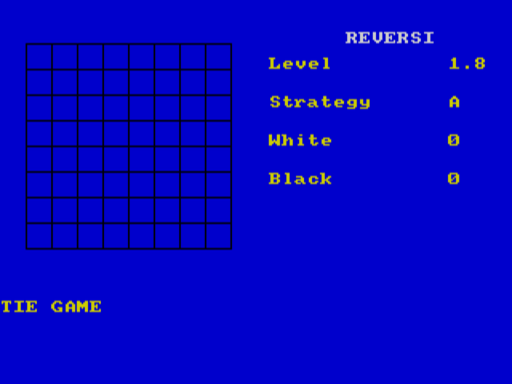 REVERSI
Level 1.8
Strategy A
White 0
Black 0
TIE GAME